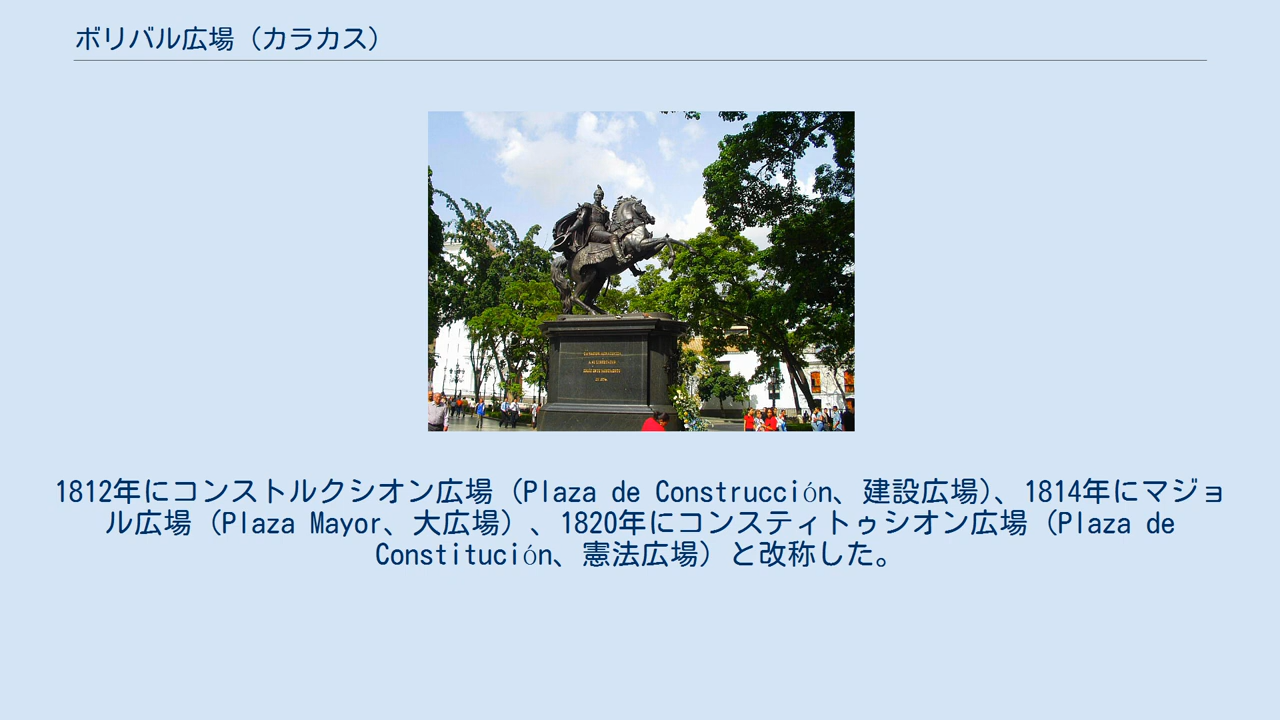 ボリバル広場（カラカス）
1812年にコンストルクシオン広場（Plaza de Construcción、建設広場）、1814年にマジョ
ル広場（Plaza Mayor、大広場）、1820年にコンスティトゥシオン広場（Plaza de
Constitución、憲法広場）と改称した。